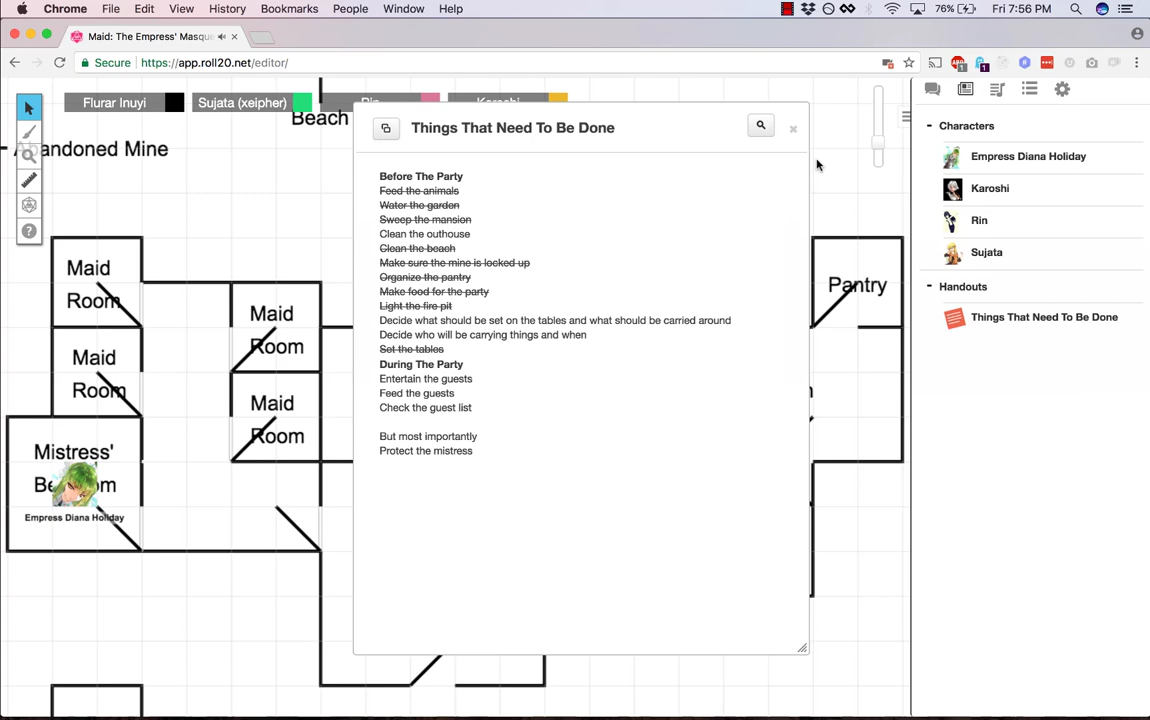 Chrome File Edit View History Bookmarks People Window Help 76% Fri 7:56 PM
Maid: The Empress' Masque
Secure https://app.roll20.net/editor/
Flurar Inuyi Sujata (xeipher) Rin Karoshi
Beach
Abandoned Mine
Things That Need To Be Done
Before The Party
Feed the animals
Water the garden
Sweep the mansion
Clean the outhouse
Clean the beach
Make sure the mine is locked up
Organize the pantry
Make food for the party
Light the fire pit
Decide what should be set on the tables and what should be carried around
Decide who will be carrying things and when
Set the tables
During The Party
Entertain the guests
Feed the guests
Check the guest list
But most importantly
Protect the mistress
Maid
Room
Maid
Room
Maid
Room
Maid
Room
Mistress'
Empress Diana Holiday
Pantry
Characters
Empress Diana Holiday
Karoshi
Rin
Sujata
Handouts
Things That Need To Be Done